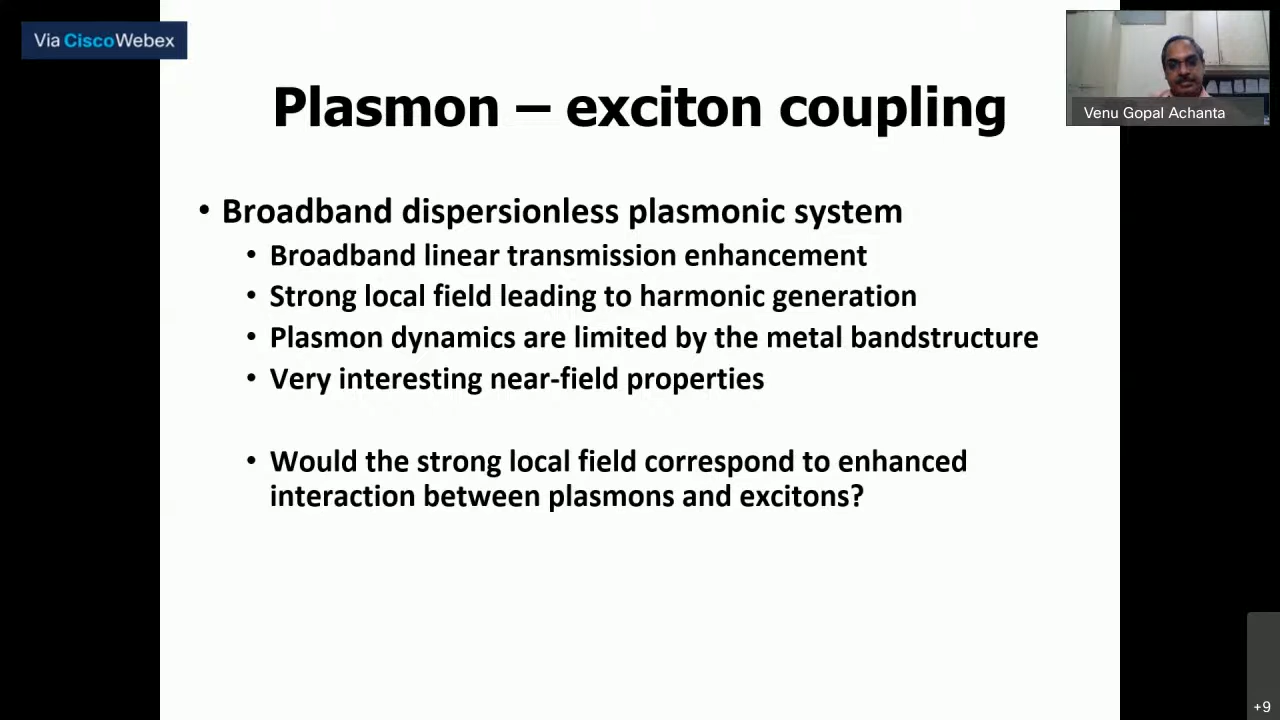 Via Cisco Webex
Venu Gopal Achanta
Plasmon – exciton coupling
• Broadband dispersionless plasmonic system
• Broadband linear transmission enhancement
• Strong local field leading to harmonic generation
• Plasmon dynamics are limited by the metal bandstructure
• Very interesting near-field properties
• Would the strong local field correspond to enhanced
interaction between plasmons and excitons?
+9